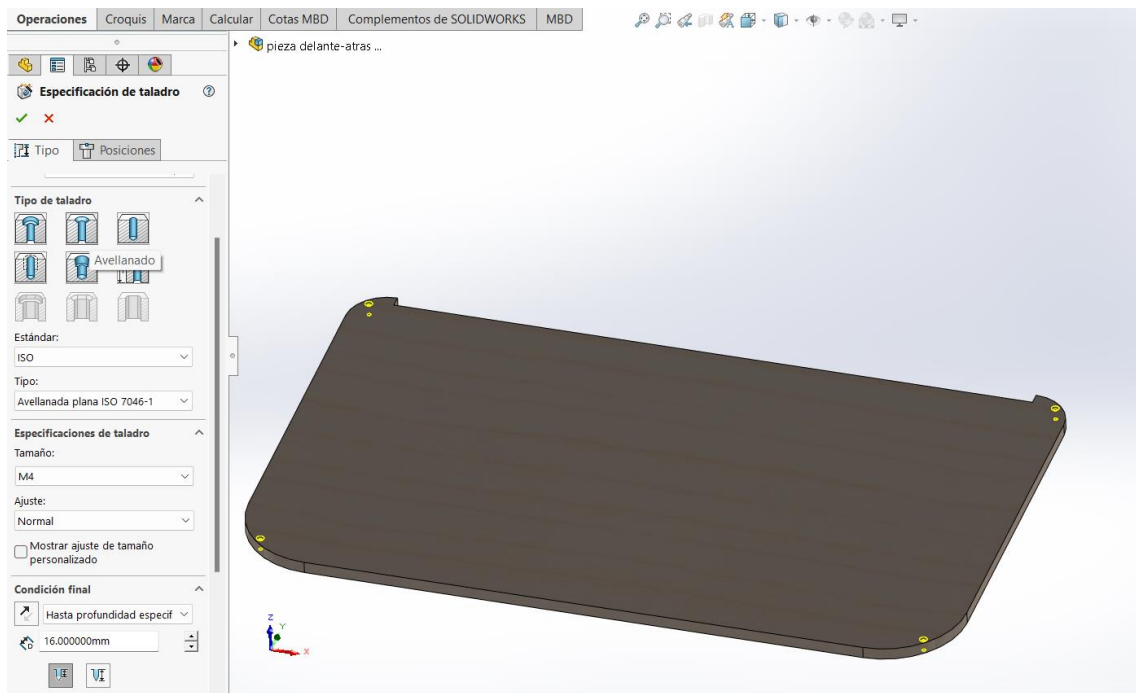 Operaciones Croquis Marca Calcular Cotas MBD Complementos de SOLIDWORKS MBD
pieza delante-atras ...
Especificación de taladro
Tipo Posiciones
Tipo de taladro
Avellanado
Estándar:
ISO
Tipo:
Avellanada plana ISO 7046-1
Especificaciones de taladro
Tamaño:
M4
Ajuste:
Normal
Mostrar ajuste de tamaño
personalizado
Condición final
Hasta profundidad especif
16.000000mm
Z
Y
X